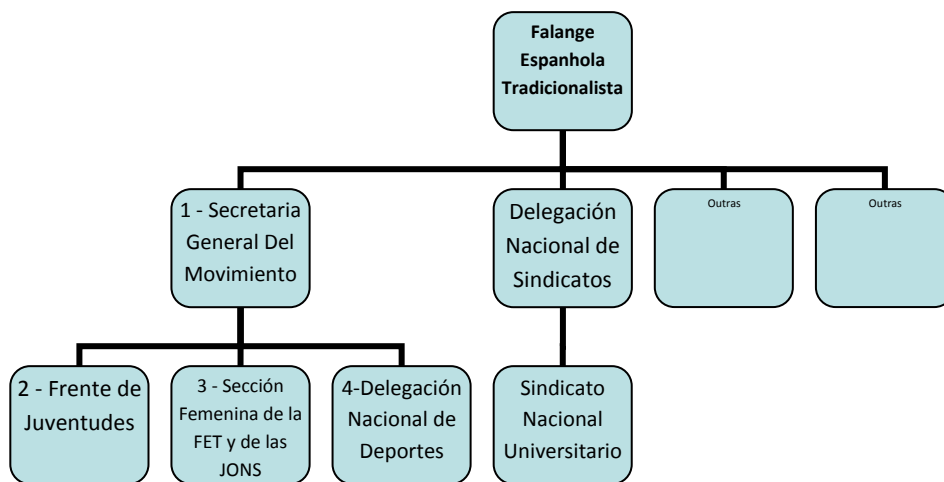 Falange
Espanhola
Tradicionalista
1 - Secretaria
General Del
Movimiento
Delegación
Nacional de
Sindicatos
Outras
Outras
2 - Frente de
Juventudes
3 - Sección
Femenina de la
FET y de las
JONS
4-Delegación
Nacional de
Deportes
Sindicato
Nacional
Universitario